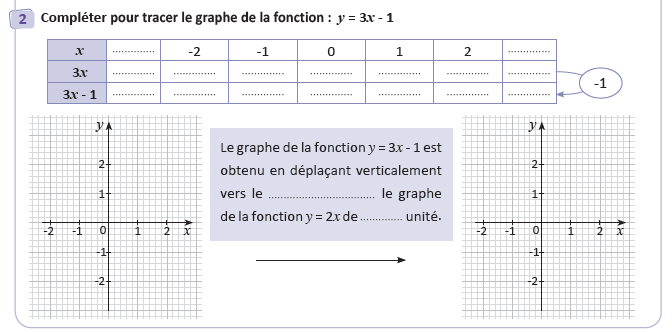 2 Compléter pour tracer le graphe de la fonction : y = 3x - 1
x ............... -2 -1 0 1 2 ...............
3x ............... ............... ............... ............... ............... ............... ...............
3x - 1 ............... ............... ............... ............... ............... ............... ...............
-1
y
2
1
-2 -1 0 1 2 x
-1
-2
Le graphe de la fonction y = 3x - 1 est
obtenu en déplaçant verticalement
vers le .................................. le graphe
de la fonction y = 2x de .............. unité.
y
2
1
-2 -1 0 1 2 x
-1
-2